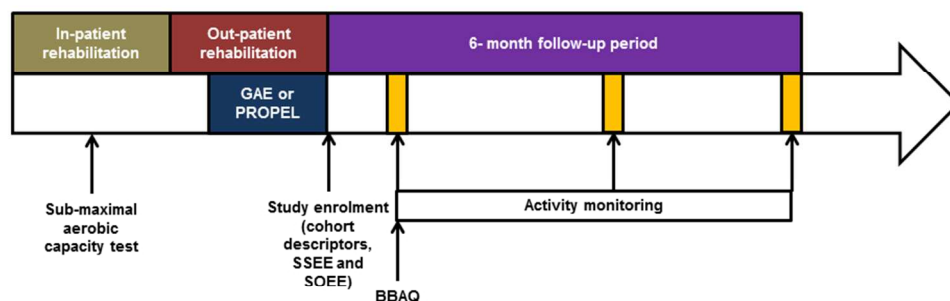 In-patient
rehabilitation
Out-patient
rehabilitation
6- month follow-up period
GAE or
PROPEL
Sub-maximal
aerobic
capacity test
Study enrolment
(cohort
descriptors,
SSEE and
SOEE)
Activity monitoring
BBAQ